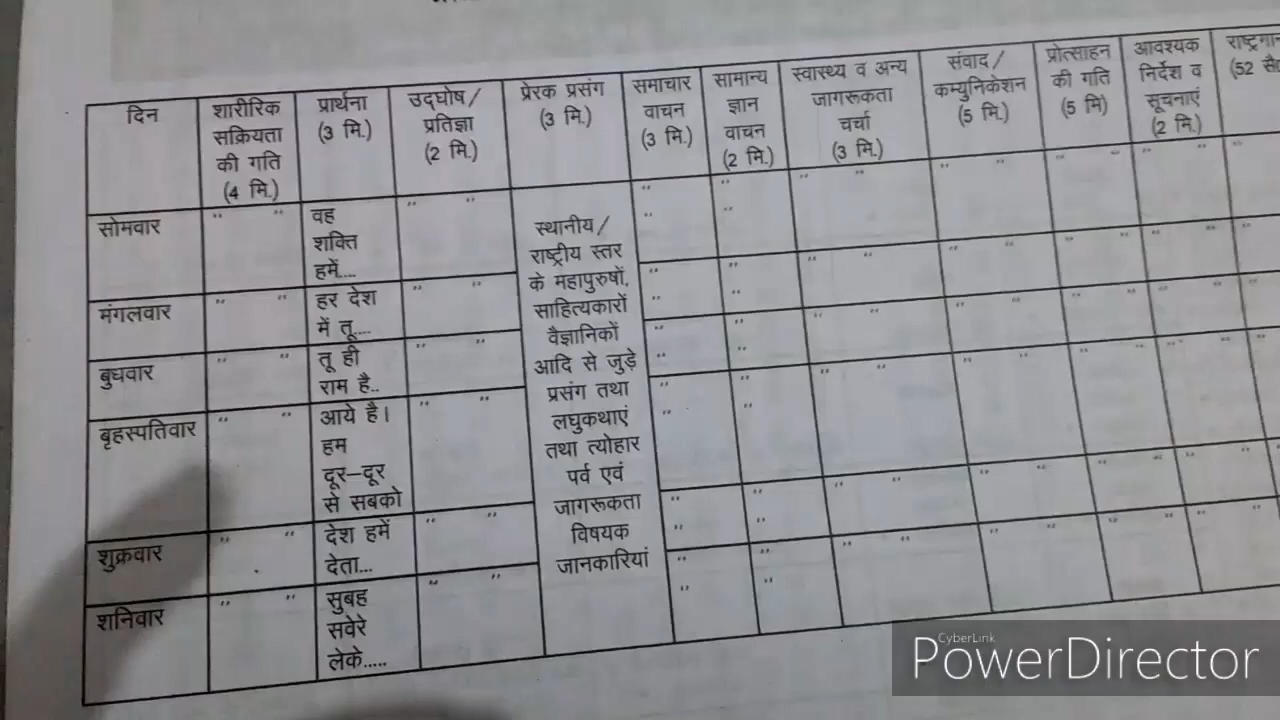 दिन
शारीरिक
सक्रियता
की गति
(4 मि.)
प्रार्थना
(3 मि.)
उद्घोष/
प्रतिज्ञा
(2 मि.)
प्रेरक प्रसंग
(3 मि.)
समाचार
वाचन
(3 मि.)
सामान्य
ज्ञान
वाचन
(2 मि.)
स्वास्थ्य व अन्य
जागरूकता
चर्चा
(3 मि.)
संवाद/
कम्युनिकेशन
(5 मि.)
प्रोत्साहन
की गति
(5 मि)
आवश्यक
निर्देश व
सूचनाएं
(2 मि.)
(52
सोमवार
वह
शक्ति
हमें....
मंगलवार
हर देश
में तू....
बुधवार
तू ही
राम है..
बृहस्पतिवार
आये है।
हम
दूर–दूर
से सबको
शुक्रवार
देश हमें
देता...
शनिवार
सुबह
सवेरे
लेके.....
स्थानीय/
राष्ट्रीय स्तर
के महापुरुषों,
साहित्यकारों
वैज्ञानिकों
आदि से जुड़े
प्रसंग तथा
लघुकथाएं
तथा त्योहार
पर्व एवं
जागरूकता
विषयक
जानकारियां
CyberLink
PowerDirector